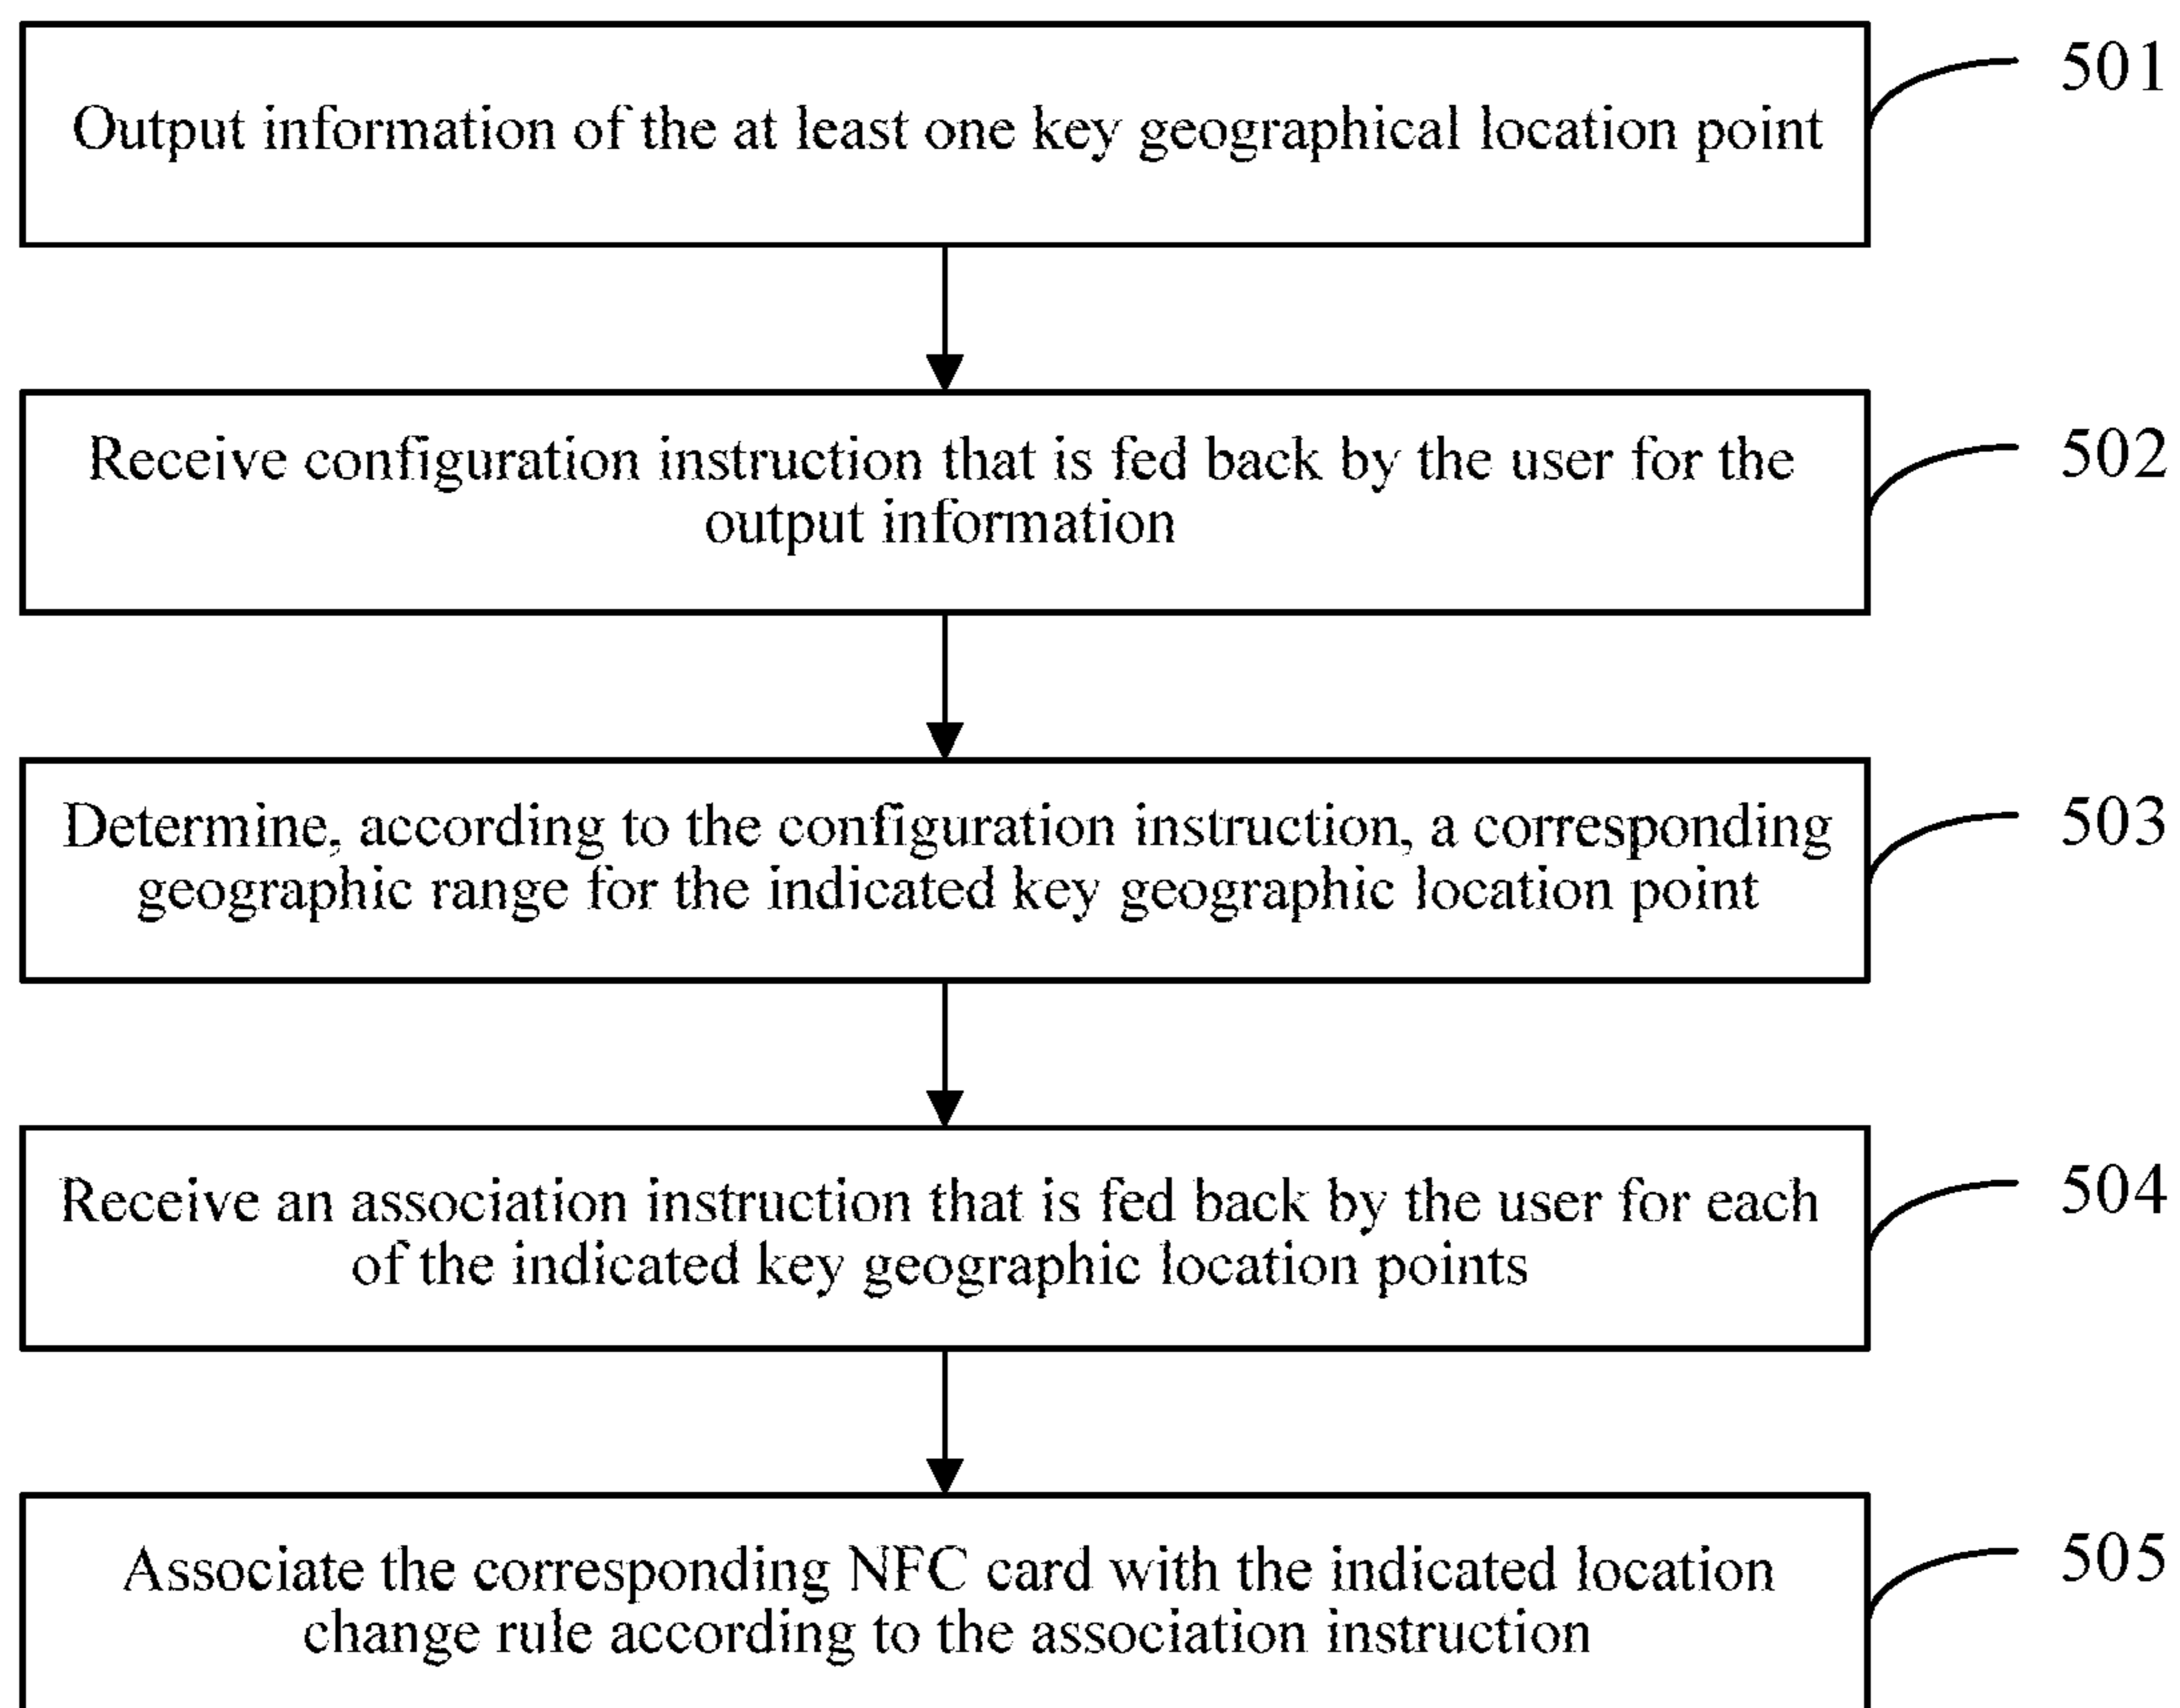 Output information of the at least one key geographical location point
501
Receive configuration instruction that is fed back by the user for the
output information
502
Determine, according to the configuration instruction, a corresponding
geographic range for the indicated key geographic location point
503
Receive an association instruction that is fed back by the user for each
of the indicated key geographic location points
504
Associate the corresponding NFC card with the indicated location
change rule according to the association instruction
505